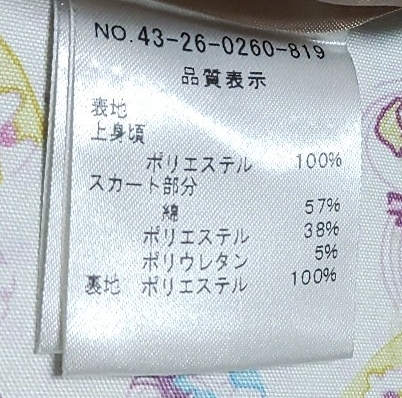 NO.43-26-0260-819
品質表示
表地
上身頃
ポリエステル 100%
スカート部分
綿 57%
ポリエステル 38%
ポリウレタン 5%
裏地 ポリエステル 100%